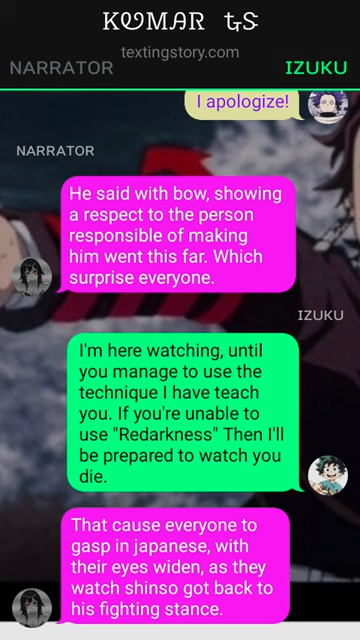 KUMAR ts
textingstory.com
NARRATOR IZUKU
I apologize!
NARRATOR
He said with bow, showing
a respect to the person
responsible of making
him went this far. Which
surprise everyone.
IZUKU
I'm here watching, until
you manage to use the
technique I have teach
you. If you're unable to
use "Redarkness" Then I'll
be prepared to watch you
die.
That cause everyone to
gasp in japanese, with
their eyes widen, as they
watch shinso got back to
his fighting stance.